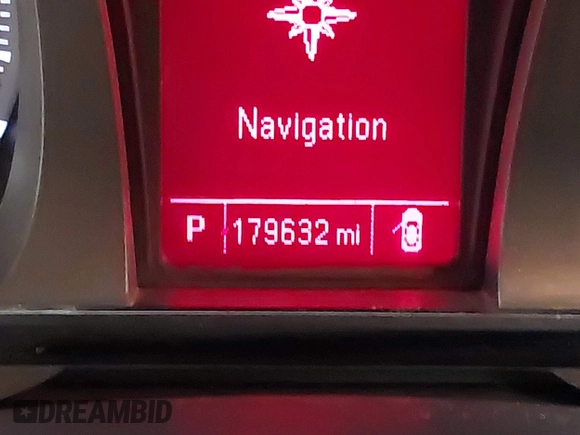 Navigation
P 179632 mi
DREAMBID